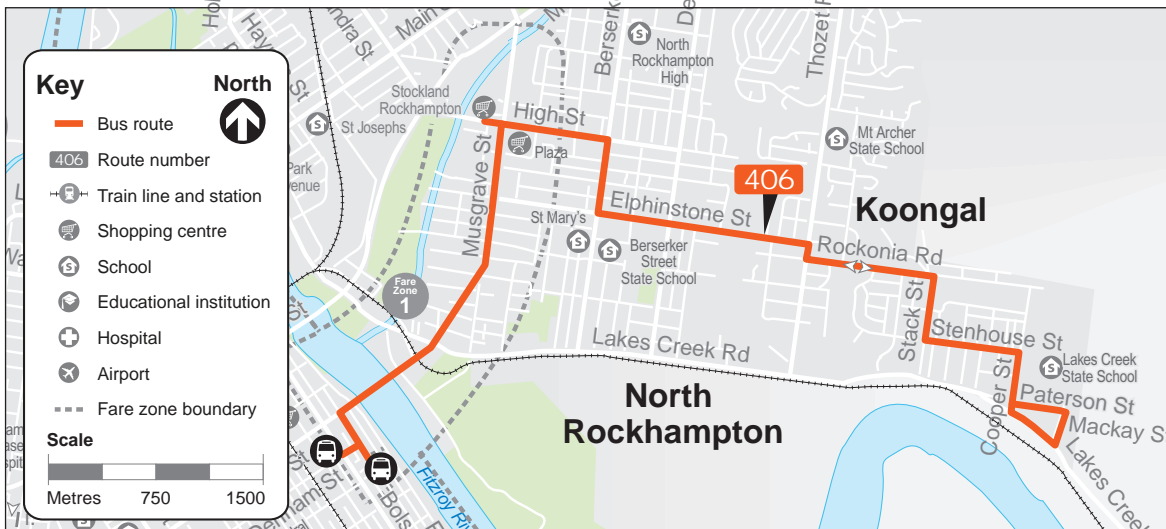 Key
North
Bus route
406 Route number
Train line and station
Shopping centre
School
Educational institution
Hospital
Airport
Fare zone boundary
Scale
Metres 750 1500
Main St
St Josephs
Park
Stockland
Rockhampton
High St
Plaza
Musgrave St
North
Rockhampton
High
Mt Archer
State School
406
Koongal
Elphinstone St
St Mary's
Berserker
Street
State School
Rockonia Rd
Stack St
Stenhouse St
Lakes Creek
State School
Cooper St
Paterson St
Mackay S
Fare
Zone
1
Lakes Creek Rd
North
Rockhampton
Lakes Creek
Fitzroy Riv
Bols
Berserk
Thozet R